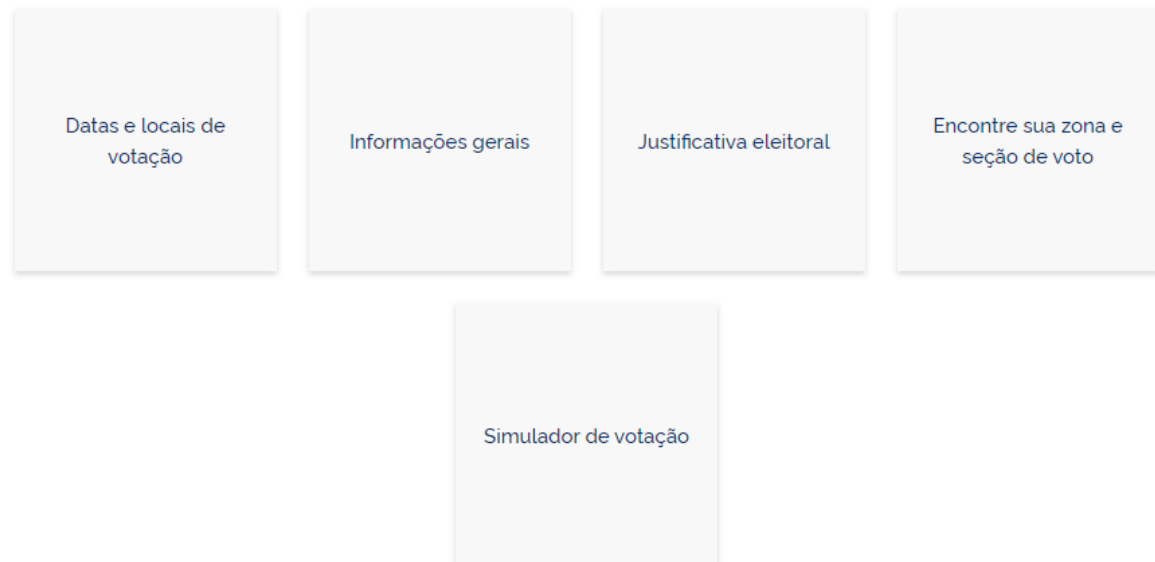 Datas e locais de
votação
Informações gerais
Justificativa eleitoral
Encontre sua zona e
seção de voto
Simulador de votação